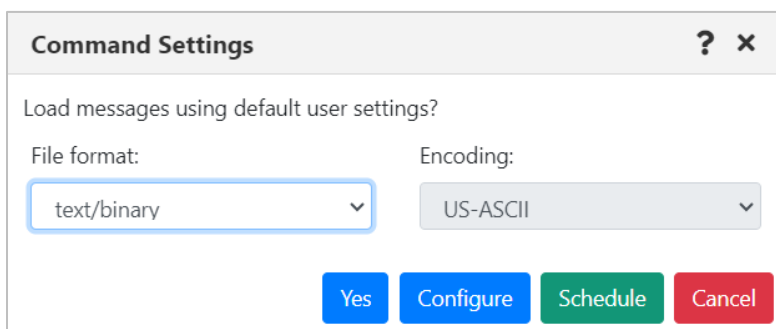 Command Settings ? ×
Load messages using default user settings?
File format: Encoding:
text/binary US-ASCII
Yes Configure Schedule Cancel